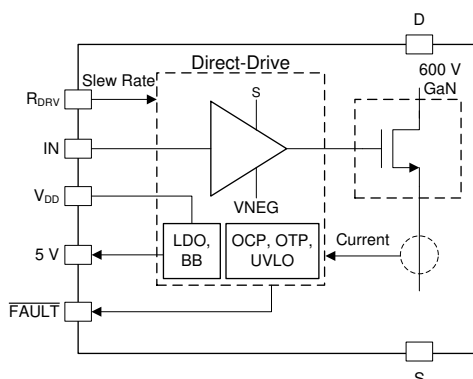 D
Direct-Drive
600 V
GaN
Slew Rate
RDRV
S
IN
VDD
VNEG
LDO,
BB
OCP, OTP,
UVLO
Current
5 V
FAULT
S